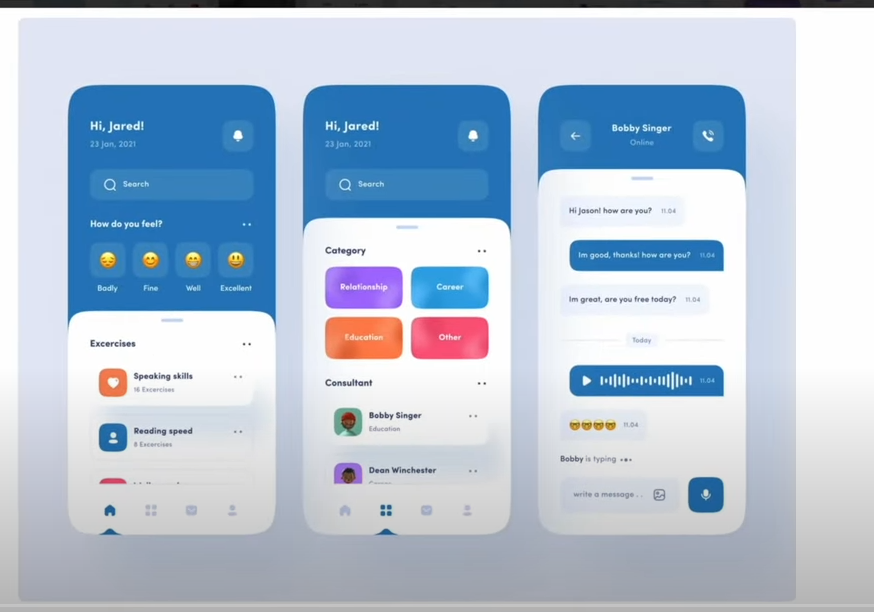 Hi, Jared!
23 Jan, 2021
Search
How do you feel?
Badly
Fine
Well
Excellent
Excercises
Speaking skills
16 Excercises
Reading speed
8 Excercises
Hi, Jared!
23 Jan, 2021
Search
Category
Relationship
Career
Education
Other
Consultant
Bobby Singer
Education
Dean Winchester
Bobby Singer
Online
Hi Jason! how are you? 11.04
Im good, thanks! how are you? 11.04
Im great, are you free today? 11.04
Today
11.04
11.04
Bobby is typing
write a message . .